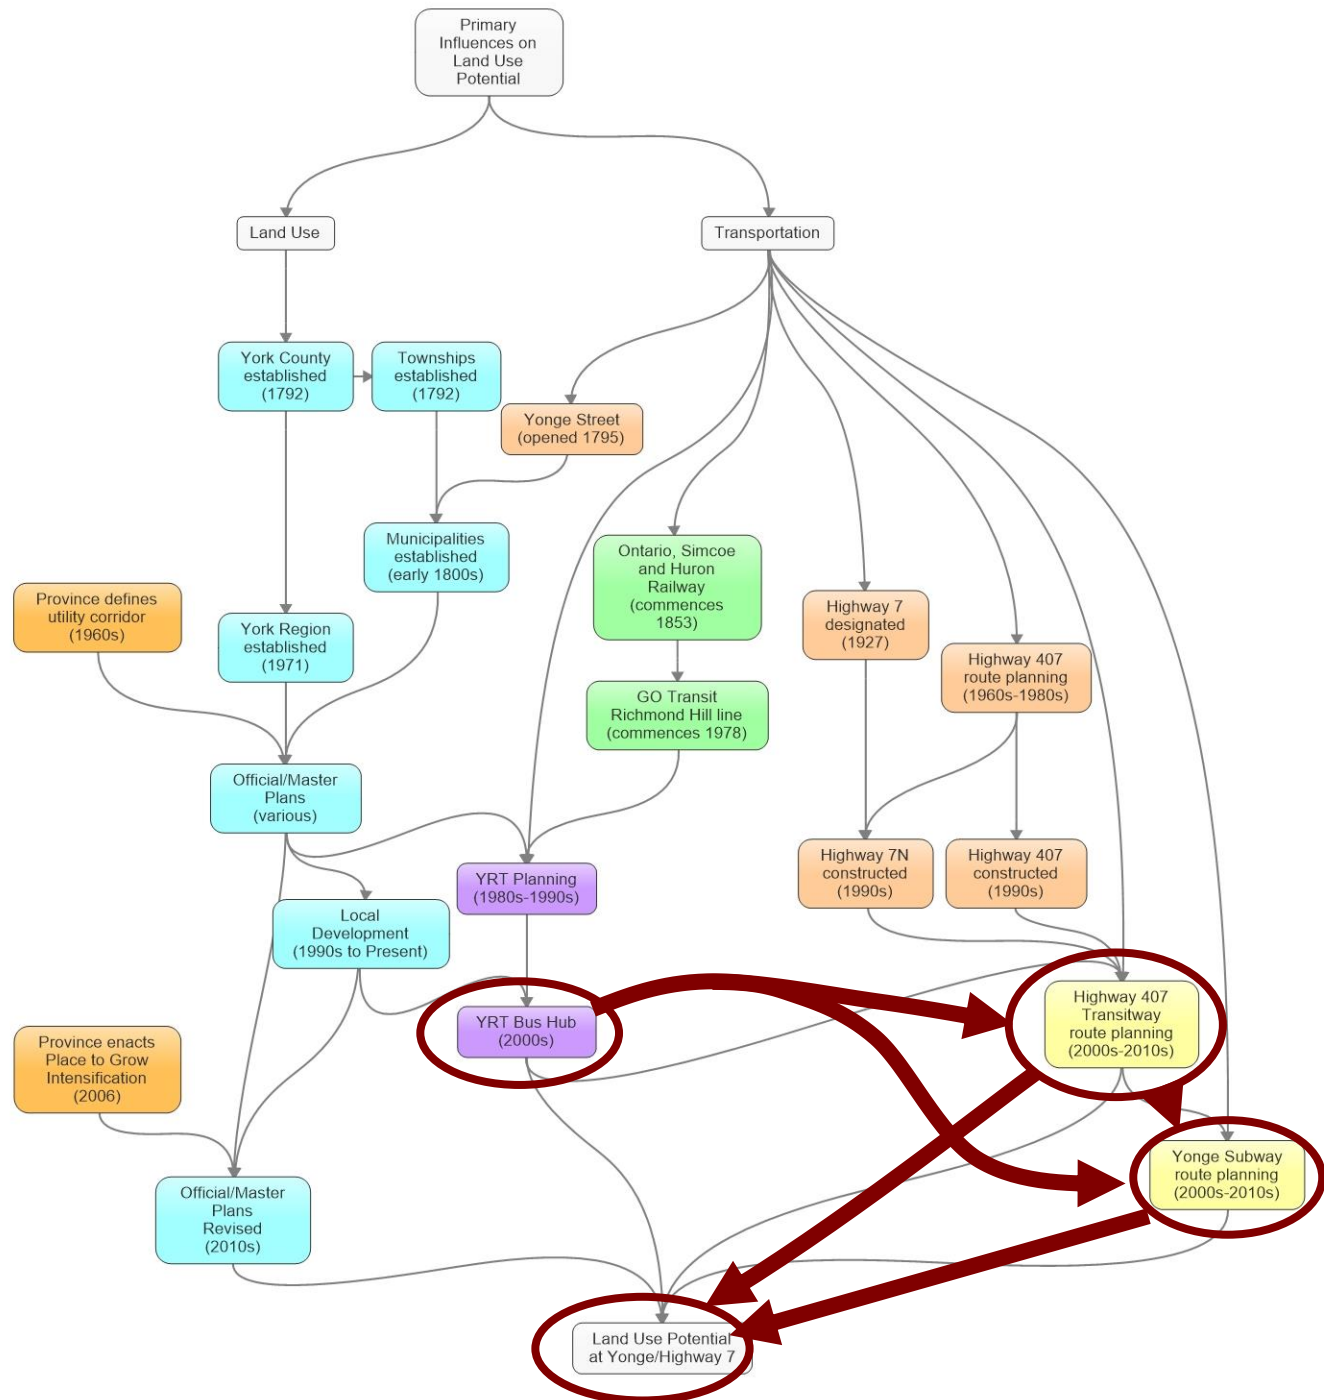 Primary
Influences on
Land Use
Potential
Land Use
Transportation
York County
established
(1792)
Townships
established
(1792)
Yonge Street
(opened 1795)
Municipalities
established
(early 1800s)
Ontario, Simcoe
and Huron
Railway
(commences
1853)
Province defines
utility corridor
(1960s)
York Region
established
(1971)
Highway 7
designated
(1927)
Highway 407
route planning
(1960s-1980s)
GO Transit
Richmond Hill line
(commences 1978)
Official/Master
Plans
(various)
YRT Planning
(1980s-1990s)
Highway 7N
constructed
(1990s)
Highway 407
constructed
(1990s)
Local
Development
(1990s to Present)
YRT Bus Hub
(2000s)
Highway 407
Transitway
route planning
(2000s-2010s)
Province enacts
Place to Grow
Intensification
(2006)
Yonge Subway
route planning
(2000s-2010s)
Official/Master
Plans
Revised
(2010s)
Land Use Potential
at Yonge/Highway 7